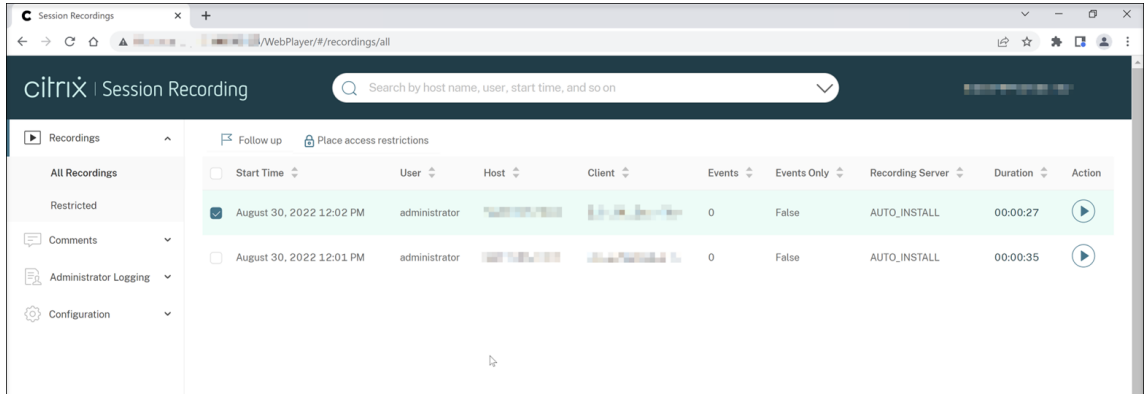 Session Recordings
/WebPlayer/#/recordings/all
citrix | Session Recording
Search by host name, user, start time, and so on
Recordings
All Recordings
Restricted
Comments
Administrator Logging
Configuration
Follow up Place access restrictions
Start Time User Host Client Events Events Only Recording Server Duration Action
August 30, 2022 12:02 PM administrator 0 False AUTO_INSTALL 00:00:27
August 30, 2022 12:01 PM administrator 0 False AUTO_INSTALL 00:00:35